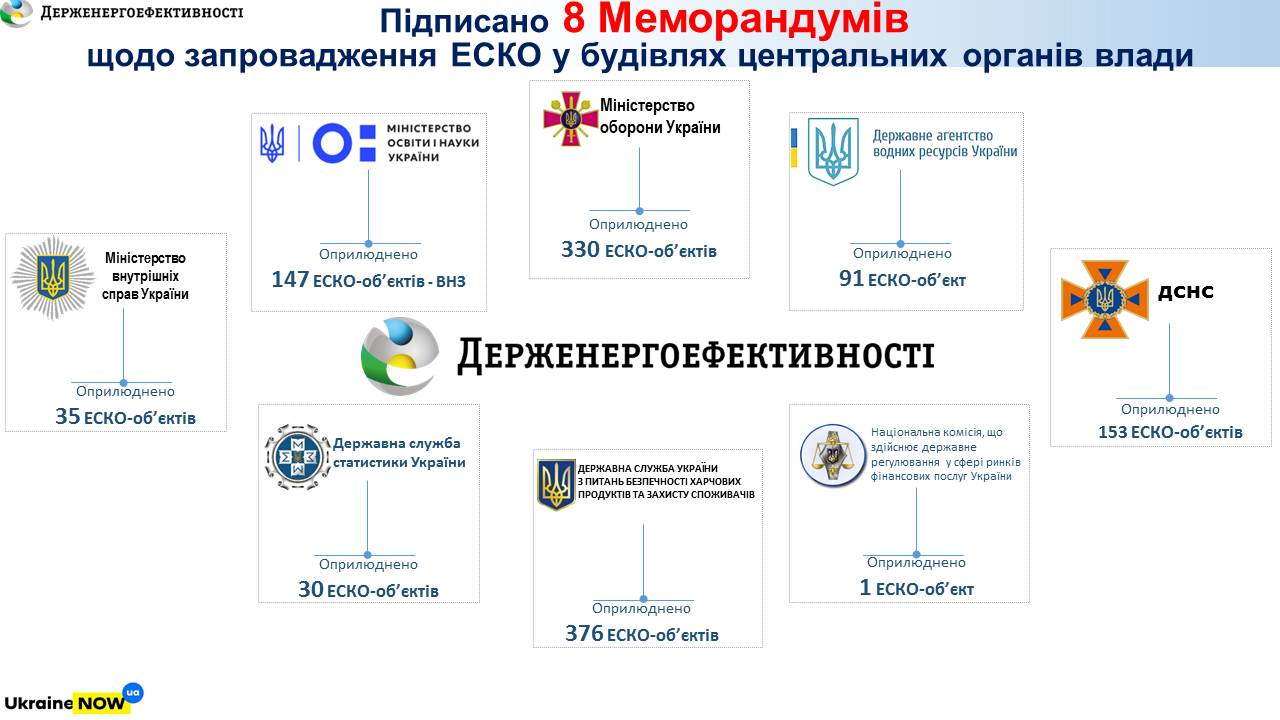 ДЕРЖЕНЕРГОЕФЕКТИВНОСТІ
Підписано 8 Меморандумів
щодо запровадження ЕСКО у будівлях центральних органів влади
МІНІСТЕРСТВО
ОСВІТИ І НАУКИ
УКРАЇНИ
Оприлюднено
147 ЕСКО-об’єктів - ВНЗ
Міністерство
оборони України
Оприлюднено
330 ЕСКО-об’єктів
Державне агентство
водних ресурсів України
Оприлюднено
91 ЕСКО-об’єкт
Міністерство
внутрішніх
справ України
Оприлюднено
35 ЕСКО-об’єктів
ДСНС
Оприлюднено
153 ЕСКО-об’єктів
ДЕРЖЕНЕРГОЕФЕКТИВНОСТІ
Державна служба
статистики України
Оприлюднено
30 ЕСКО-об’єктів
ДЕРЖАВНА СЛУЖБА УКРАЇНИ
З ПИТАНЬ БЕЗПЕЧНОСТІ ХАРЧОВИХ
ПРОДУКТІВ ТА ЗАХИСТУ СПОЖИВАЧІВ
Оприлюднено
376 ЕСКО-об’єктів
Національна комісія, що
здійснює державне
регулювання у сфері ринків
фінансових послуг України
Оприлюднено
1 ЕСКО-об’єкт
Ukraine NOW ua